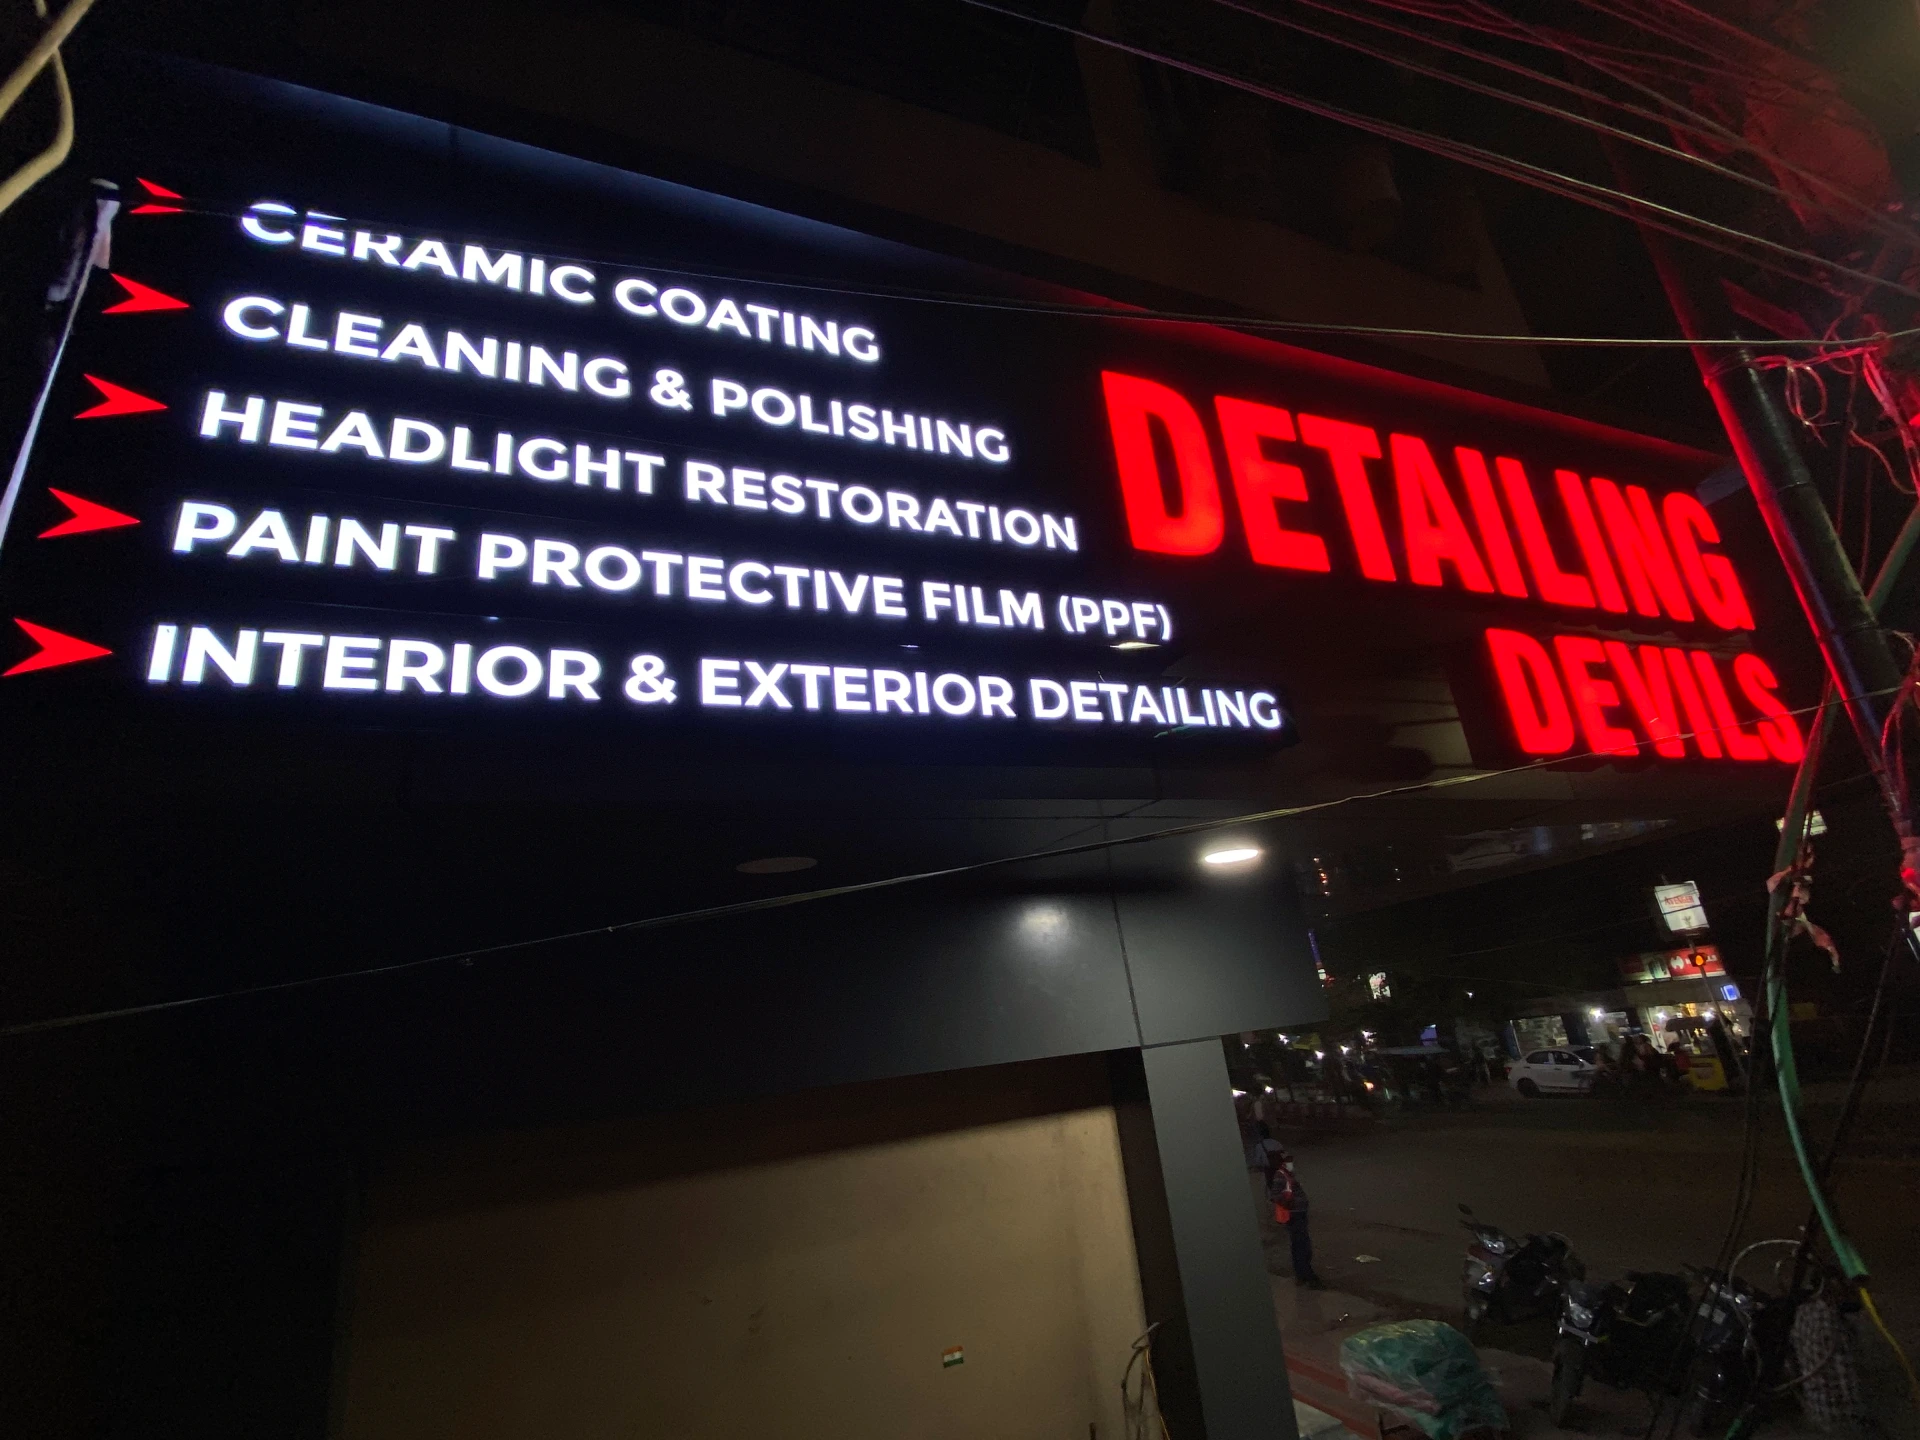 CERAMIC COATING
CLEANING & POLISHING
HEADLIGHT RESTORATION
PAINT PROTECTIVE FILM (PPF)
INTERIOR & EXTERIOR DETAILING
DETAILING
DEVILS